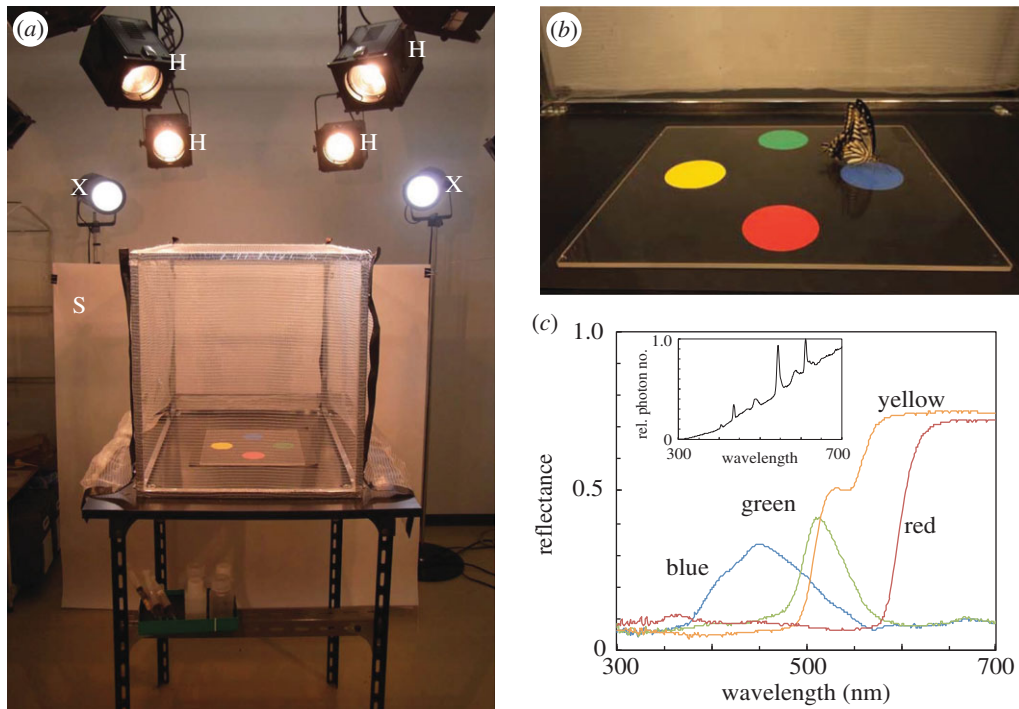 (a)
H
H
H
H
X
X
S
(b)
(c)
1.0
0.5
0
reflectance
300
500
700
wavelength (nm)
blue
green
yellow
red
1.0
0
rel. photon no.
300
700
wavelength